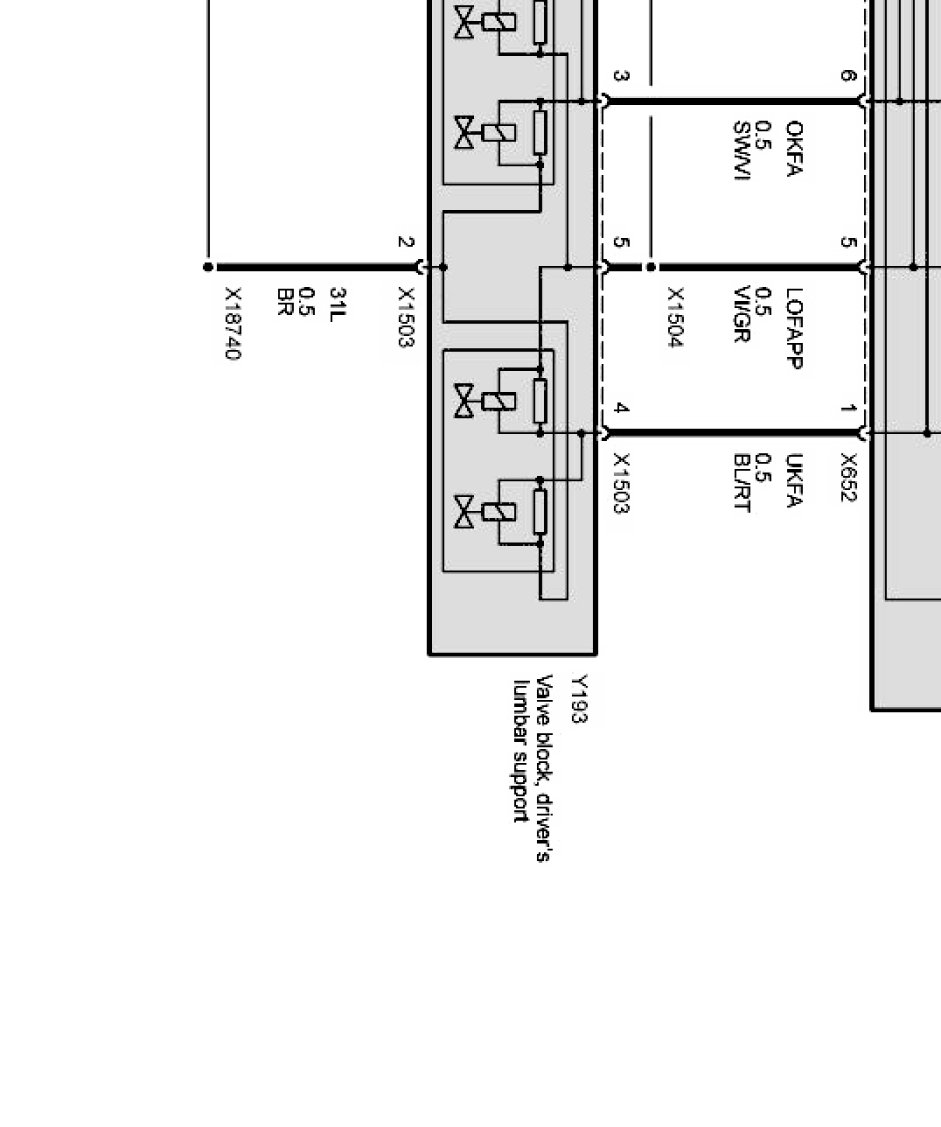 3
6
OKFA
0.5
SW/VI
2
5
5
X18740
31L
0.5
BR
X1503
X1504
LOFAPP
0.5
VI/GR
4
1
X1503
UKFA
0.5
BL/RT
X652
Y193
Valve block, driver's
lumbar support